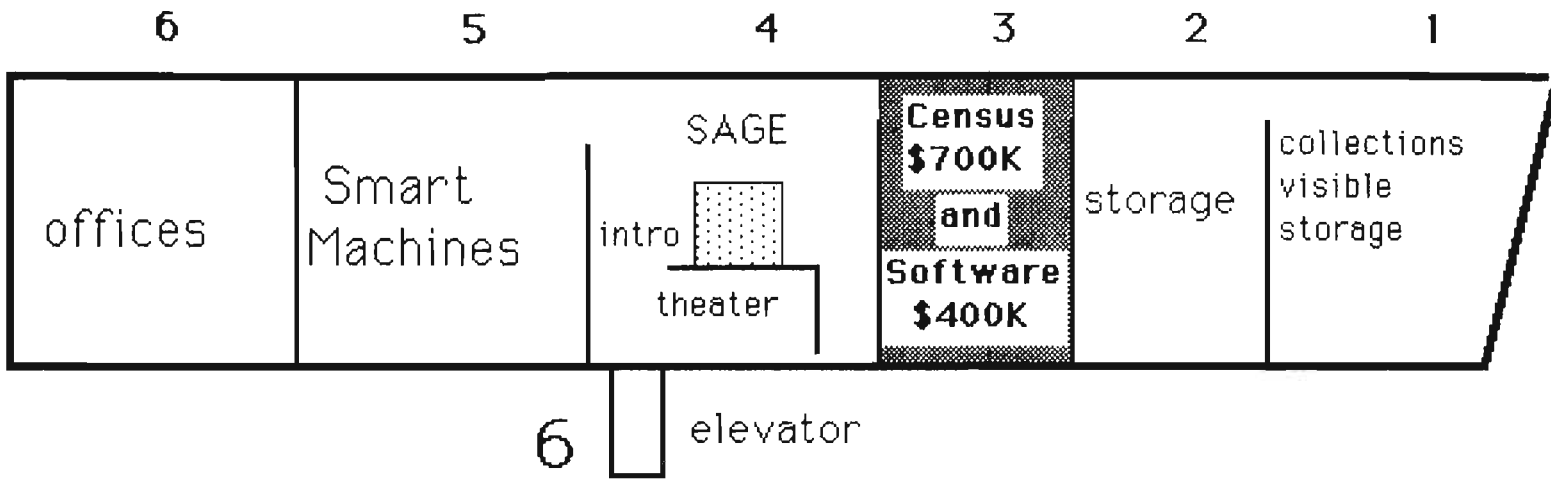 6 5 4 3 2 1
offices
Smart
Machines
SAGE
intro
theater
Census
$700K
and
Software
$400K
storage
collections
visible
storage
6
elevator